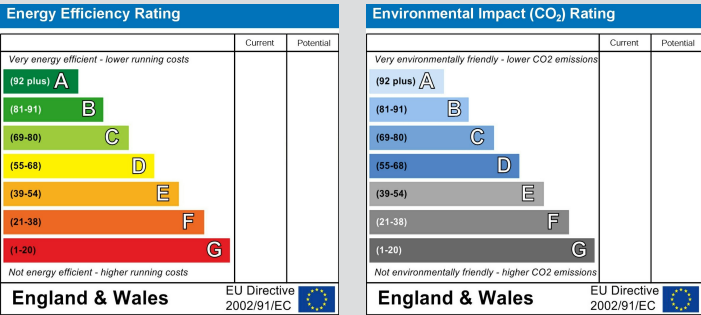 Energy Efficiency Rating
Current Potential
Very energy efficient - lower running costs
(92 plus) A
(81-91) B
(69-80) C
(55-68) D
(39-54) E
(21-38) F
(1-20) G
Not energy efficient - higher running costs
England & Wales
EU Directive
2002/91/EC
Environmental Impact (CO₂) Rating
Current Potential
Very environmentally friendly - lower CO2 emissions
(92 plus) A
(81-91) B
(69-80) C
(55-68) D
(39-54) E
(21-38) F
(1-20) G
Not environmentally friendly - higher CO2 emissions
England & Wales
EU Directive
2002/91/EC